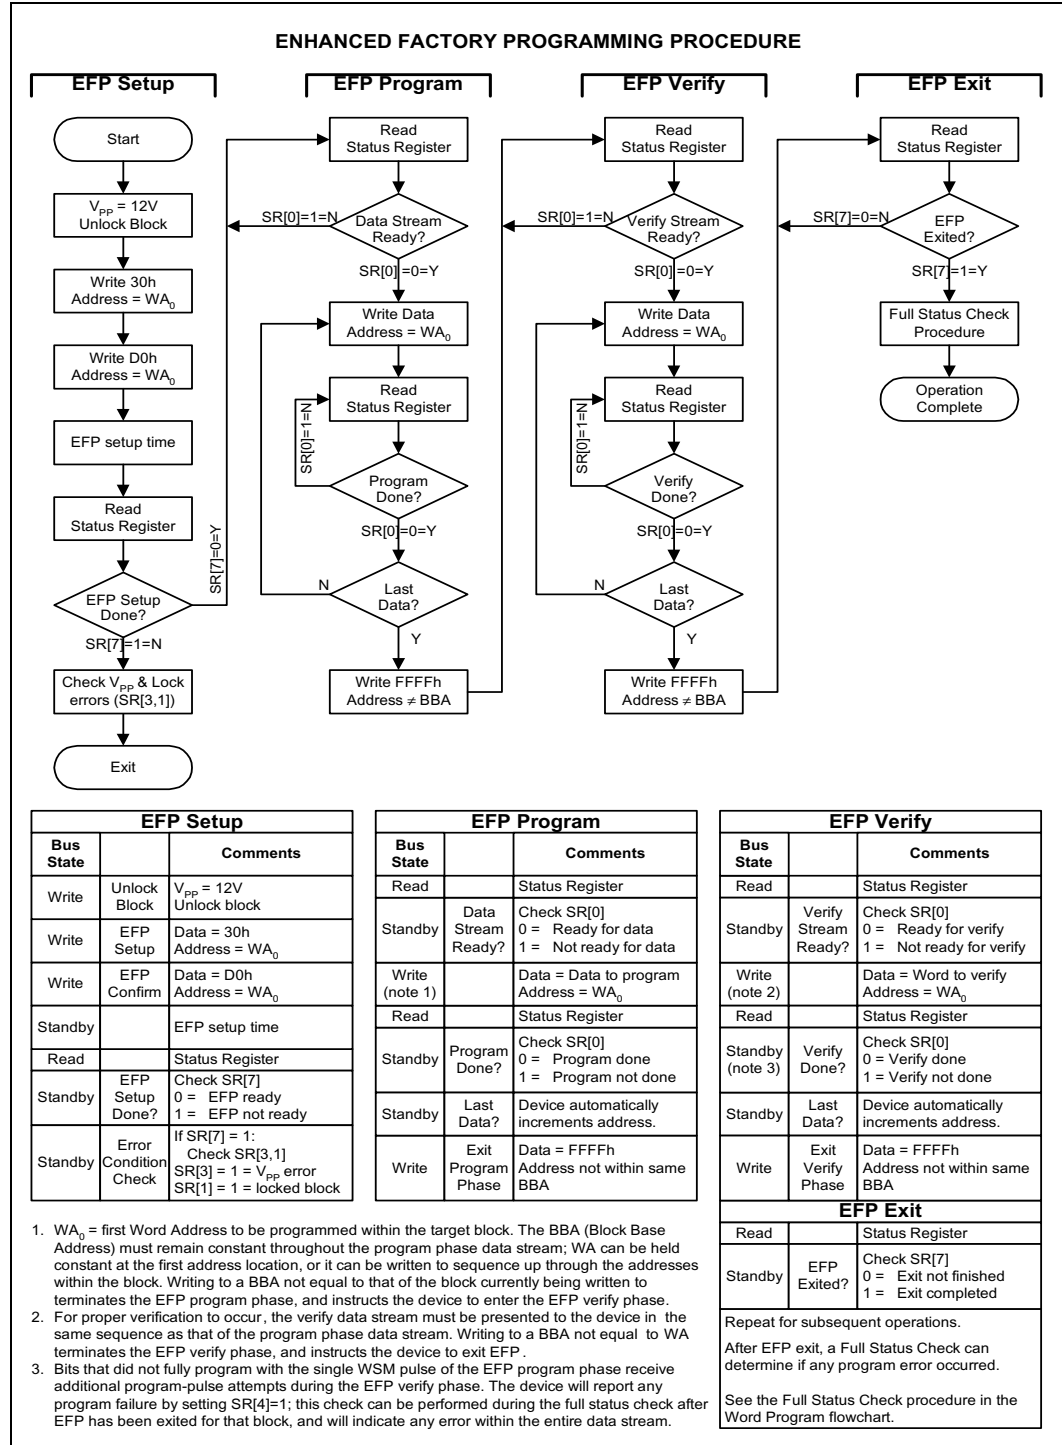 ENHANCED FACTORY PROGRAMMING PROCEDURE
EFP Setup
Start
V_PP = 12V
Unlock Block
Write 30h
Address = WA_0
Write D0h
Address = WA_0
EFP setup time
Read
Status Register
EFP Setup
Done?
SR[7]=0=Y
SR[7]=1=N
Check V_PP & Lock
errors (SR[3,1])
Exit
EFP Program
Read
Status Register
SR[0]=1=N
Data Stream
Ready?
SR[0]=0=Y
Write Data
Address = WA_0
Read
Status Register
SR[0]=1=N
Program
Done?
SR[0]=0=Y
N
Last
Data?
Y
Write FFFFh
Address ≠ BBA
EFP Verify
Read
Status Register
SR[0]=1=N
Verify Stream
Ready?
SR[0]=0=Y
Write Data
Address = WA_0
Read
Status Register
SR[0]=1=N
Verify
Done?
SR[0]=0=Y
N
Last
Data?
Y
Write FFFFh
Address ≠ BBA
EFP Exit
Read
Status Register
SR[7]=0=N
EFP
Exited?
SR[7]=1=Y
Full Status Check
Procedure
Operation
Complete
EFP Setup
Bus
State
Comments
Write
Unlock
Block
V_PP = 12V
Unlock block
Write
EFP
Setup
Data = 30h
Address = WA_0
Write
EFP
Confirm
Data = D0h
Address = WA_0
Standby
EFP setup time
Read
Status Register
Standby
EFP
Setup
Done?
Check SR[7]
0 = EFP ready
1 = EFP not ready
Standby
Error
Condition
Check
If SR[7] = 1:
Check SR[3,1]
SR[3] = 1 = V_PP error
SR[1] = 1 = locked block
EFP Program
Bus
State
Comments
Read
Status Register
Standby
Data
Stream
Ready?
Check SR[0]
0 = Ready for data
1 = Not ready for data
Write
(note 1)
Data = Data to program
Address = WA_0
Read
Status Register
Standby
Program
Done?
Check SR[0]
0 = Program done
1 = Program not done
Standby
Last
Data?
Device automatically
increments address.
Write
Exit
Program
Phase
Data = FFFFh
Address not within same
BBA
EFP Verify
Bus
State
Comments
Read
Status Register
Standby
Verify
Stream
Ready?
Check SR[0]
0 = Ready for verify
1 = Not ready for verify
Write
(note 2)
Data = Word to verify
Address = WA_0
Read
Status Register
Standby
(note 3)
Verify
Done?
Check SR[0]
0 = Verify done
1 = Verify not done
Standby
Last
Data?
Device automatically
increments address.
Write
Exit
Verify
Phase
Data = FFFFh
Address not within same
BBA
EFP Exit
Read
Status Register
Standby
EFP
Exited?
Check SR[7]
0 = Exit not finished
1 = Exit completed
Repeat for subsequent operations.
After EFP exit, a Full Status Check can
determine if any program error occurred.
See the Full Status Check procedure in the
Word Program flowchart.
1. WA_0 = first Word Address to be programmed within the target block. The BBA (Block Base
Address) must remain constant throughout the program phase data stream; WA can be held
constant at the first address location, or it can be written to sequence up through the addresses
within the block. Writing to a BBA not equal to that of the block currently being written to
terminates the EFP program phase, and instructs the device to enter the EFP verify phase.
2. For proper verification to occur, the verify data stream must be presented to the device in the
same sequence as that of the program phase data stream. Writing to a BBA not equal to WA
terminates the EFP verify phase, and instructs the device to exit EFP.
3. Bits that did not fully program with the single WSM pulse of the EFP program phase receive
additional program-pulse attempts during the EFP verify phase. The device will report any
program failure by setting SR[4]=1; this check can be performed during the full status check after
EFP has been exited for that block, and will indicate any error within the entire data stream.